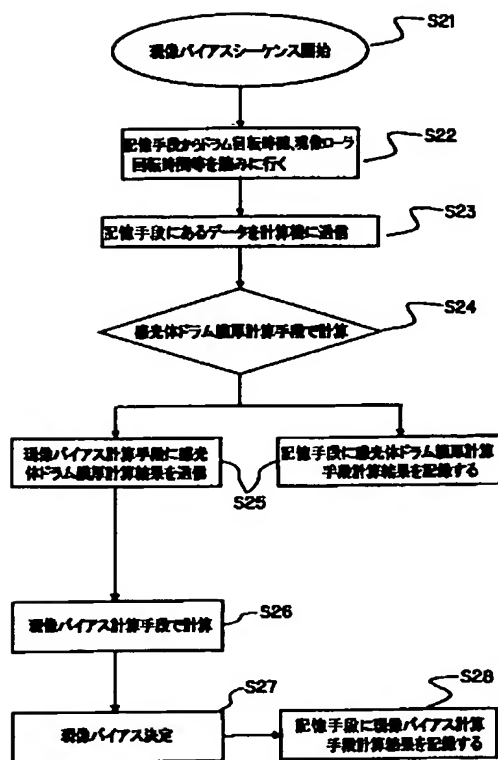 S21
現像バイアスシーケンス開始
S22
記憶手段からドラム回転時間、現像ローラ
回転時間等を読みに行く
S23
記憶手段にあるデータを計算機に送信
S24
感光体ドラム膜厚計算手段で計算
現像バイアス計算手段に感光
体ドラム膜厚計算結果を送信
記憶手段に感光体ドラム膜厚計算
手段計算結果を記録する
S25
S26
現像バイアス計算手段で計算
S27
現像バイアス決定
S28
記憶手段に現像バイアス計算
手段計算結果を記録する